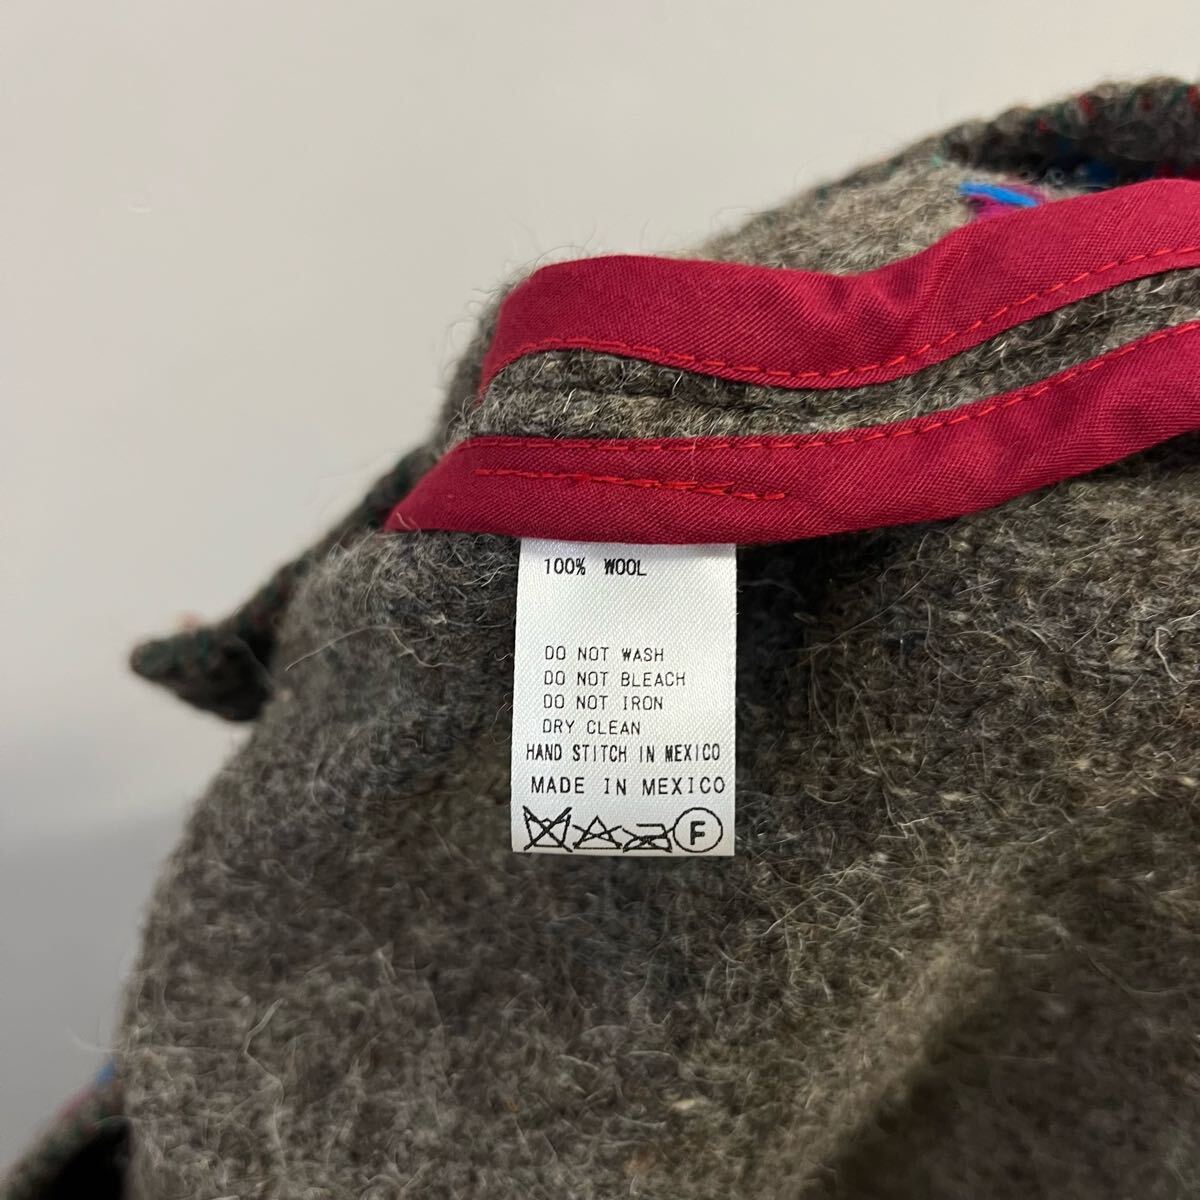 100% WOOL
DO NOT WASH
DO NOT BLEACH
DO NOT IRON
DRY CLEAN
HAND STITCH IN MEXICO
MADE IN MEXICO
F